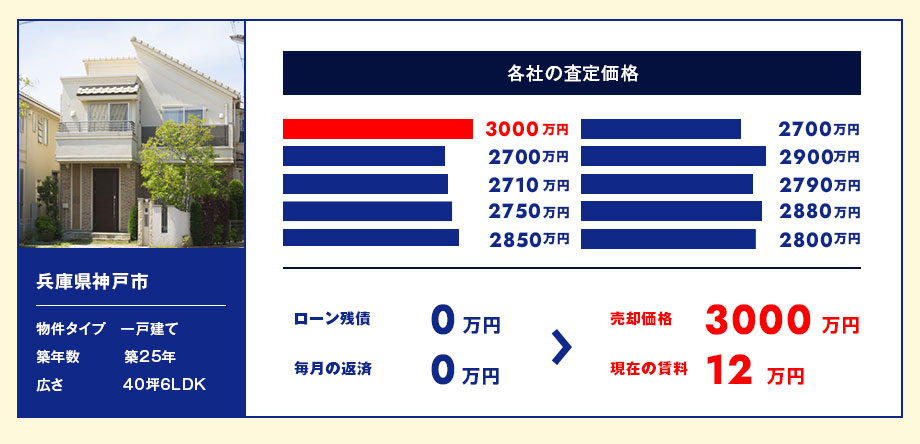 各社の査定価格
3000万円
2700万円
2710万円
2750万円
2850万円
2700万円
2900万円
2790万円
2880万円
2800万円
兵庫県神戸市
物件タイプ 一戸建て
築年数 築25年
広さ 40坪6LDK
ローン残債 0万円
毎月の返済 0万円
売却価格 3000万円
現在の賃料 12万円